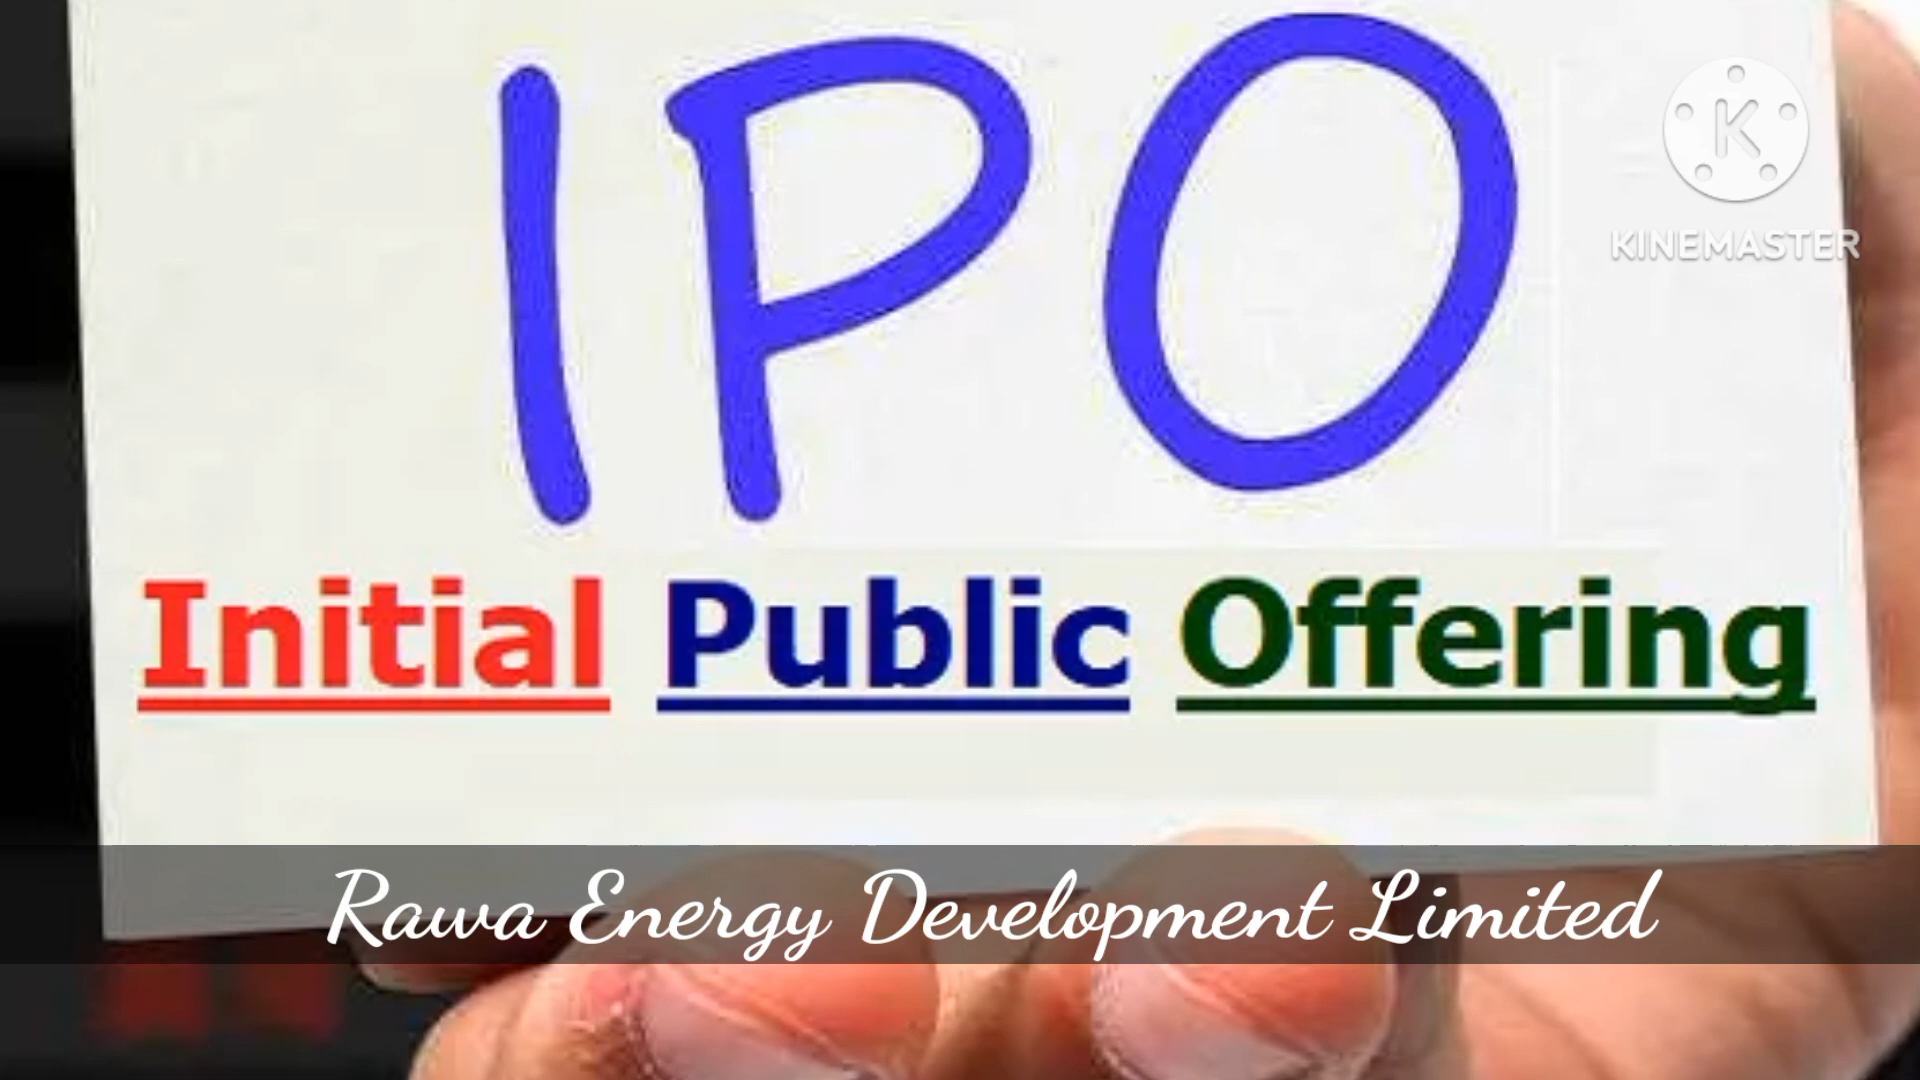 IPO
K
KINEMASTER
Initial Public Offering
Rawa Energy Development Limited